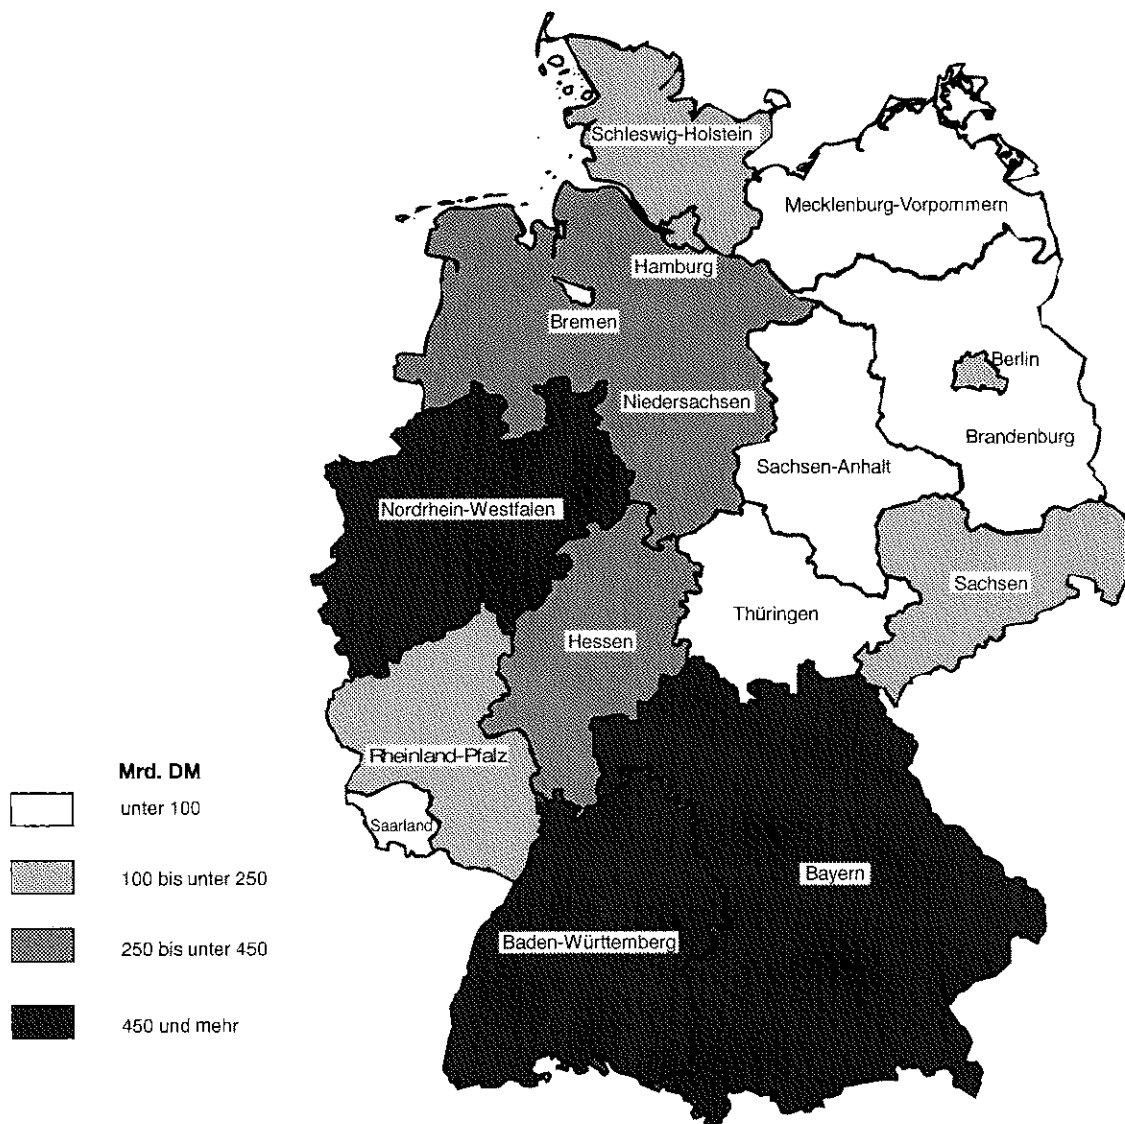 Schleswig-Holstein
Mecklenburg-Vorpommern
Hamburg
Bremen
Berlin
Niedersachsen
Brandenburg
Sachsen-Anhalt
Nordrhein-Westfalen
Sachsen
Thüringen
Hessen
Rheinland-Pfalz
Saarland
Bayern
Baden-Württemberg
Mrd. DM
unter 100
100 bis unter 250
250 bis unter 450
450 und mehr